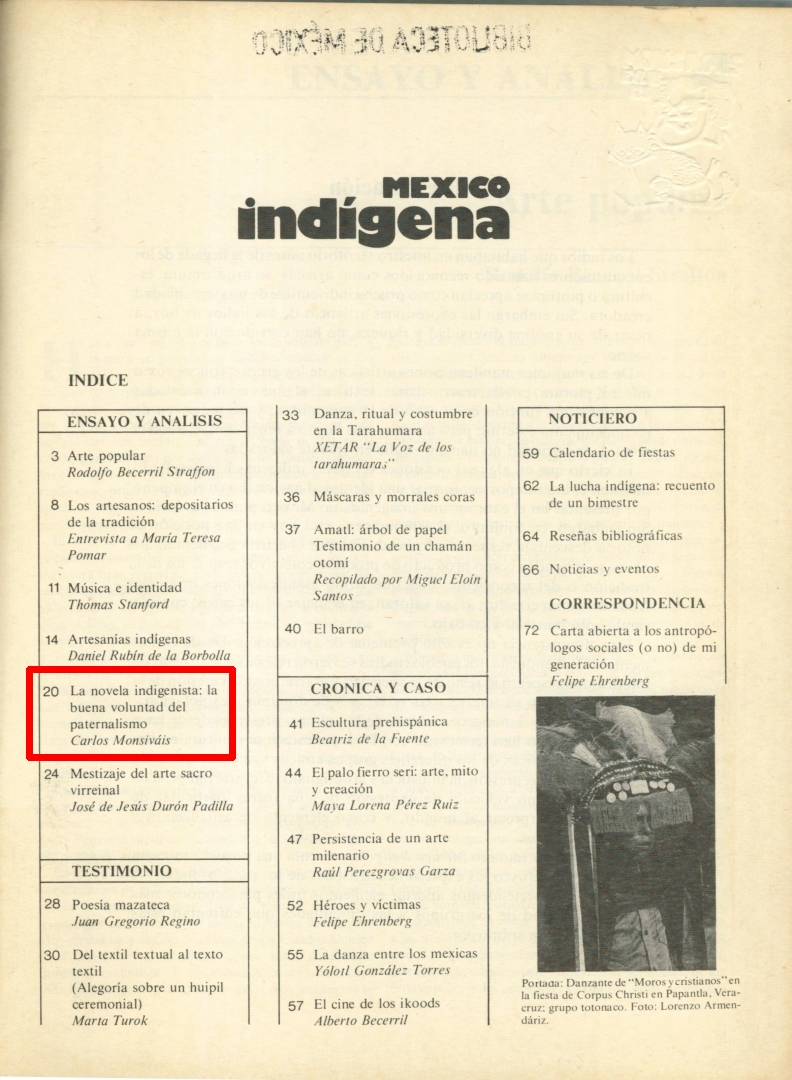 BIBLIOTECA DE MÉXICO
MEXICO
indígena
INDICE
ENSAYO Y ANALISIS
3 Arte popular
Rodolfo Becerril Straffon
8 Los artesanos: depositarios
de la tradición
Entrevista a María Teresa
Pomar
11 Música e identidad
Thomas Stanford
14 Artesanías indígenas
Daniel Rubín de la Borbolla
20 La novela indigenista: la
buena voluntad del
paternalismo
Carlos Monsiváis
24 Mestizaje del arte sacro
virreinal
José de Jesús Durón Padilla
TESTIMONIO
28 Poesía mazateca
Juan Gregorio Regino
30 Del textil textual al texto
textil
(Alegoría sobre un huipil
ceremonial)
Marta Turok
33 Danza, ritual y costumbre
en la Tarahumara
XETAR "La Voz de los
tarahumaras"
36 Máscaras y morrales coras
37 Amatl: árbol de papel
Testimonio de un chamán
otomí
Recopilado por Miguel Eloín
Santos
40 El barro
CRONICA Y CASO
41 Escultura prehispánica
Beatriz de la Fuente
44 El palo fierro seri: arte, mito
y creación
Maya Lorena Pérez Ruiz
47 Persistencia de un arte
milenario
Raúl Perezgrovas Garza
52 Héroes y víctimas
Felipe Ehrenberg
55 La danza entre los mexicas
Yólotl González Torres
57 El cine de los ikoods
Alberto Becerril
NOTICIERO
59 Calendario de fiestas
62 La lucha indígena: recuento
de un bimestre
64 Reseñas bibliográficas
66 Noticias y eventos
CORRESPONDENCIA
72 Carta abierta a los antropó-
logos sociales (o no) de mi
generación
Felipe Ehrenberg
Portada: Danzante de "Moros y cristianos" en
la fiesta de Corpus Christi en Papantla, Vera-
cruz; grupo totonaco. Foto: Lorenzo Armen-
dáriz.